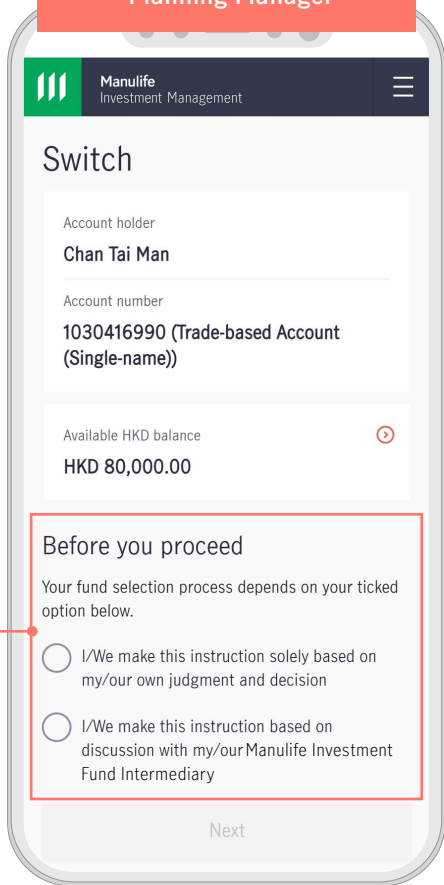 Planning Manager
Manulife
Investment Management
Switch
Account holder
Chan Tai Man
Account number
1030416990 (Trade-based Account
(Single-name))
Available HKD balance
HKD 80,000.00
Before you proceed
Your fund selection process depends on your ticked
option below.
I/We make this instruction solely based on
my/our own judgment and decision
I/We make this instruction based on
discussion with my/our Manulife Investment
Fund Intermediary
Next